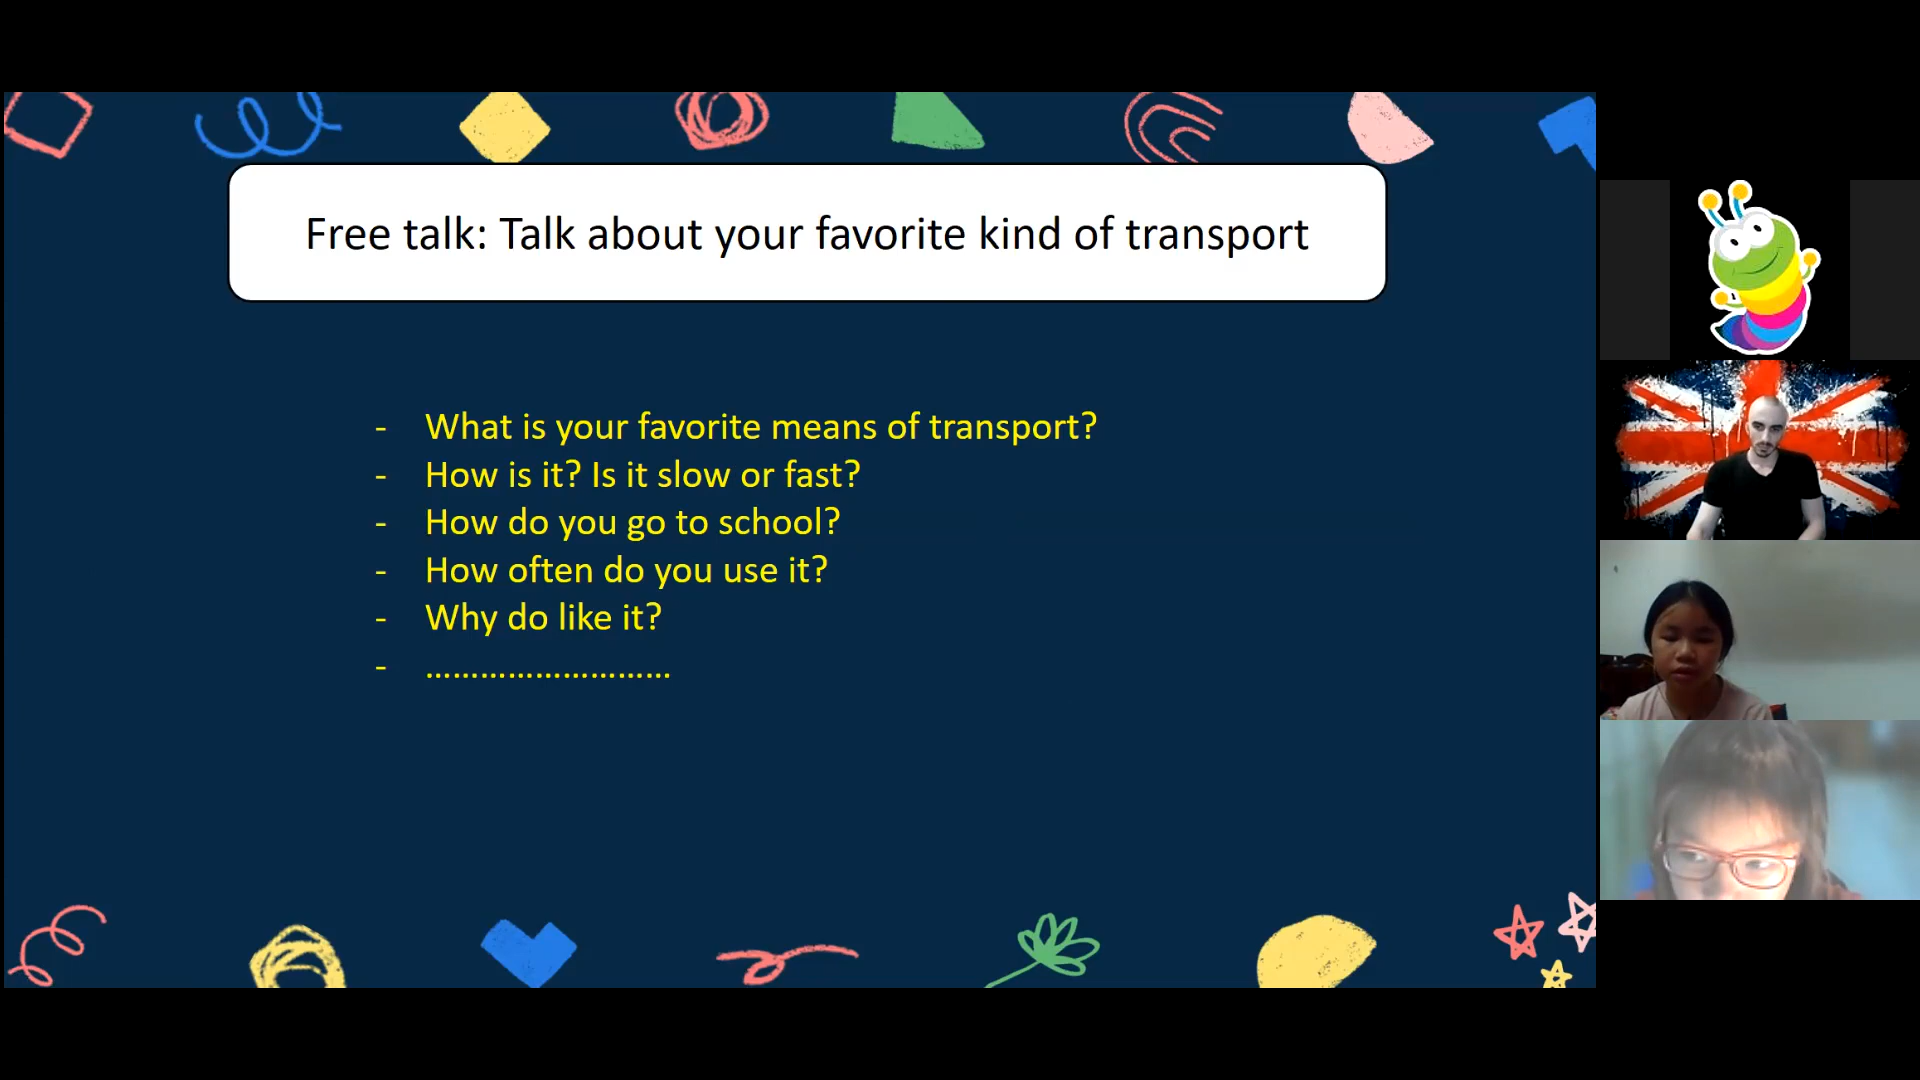 Free talk: Talk about your favorite kind of transport
- What is your favorite means of transport?
- How is it? Is it slow or fast?
- How do you go to school?
- How often do you use it?
- Why do like it?
- ...........................